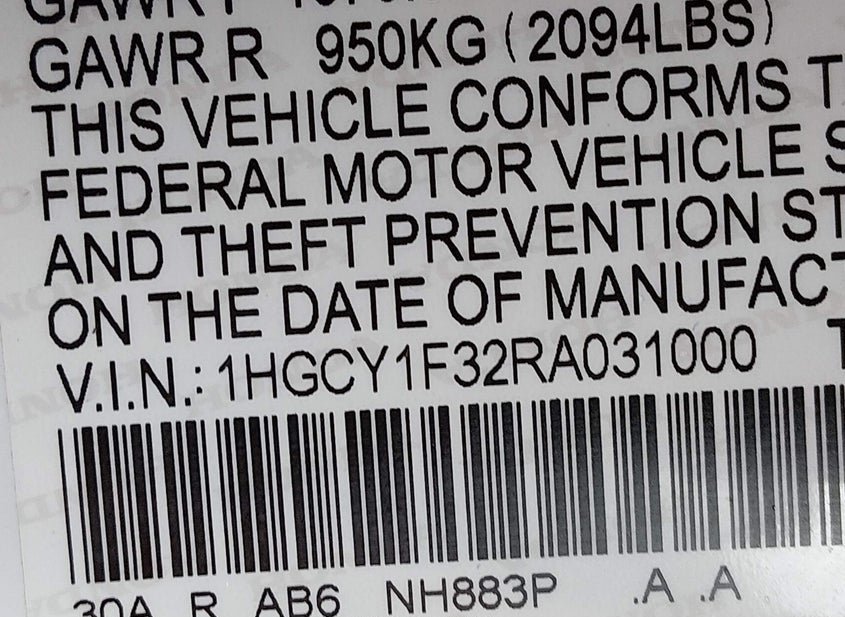 GAWR F
GAWR R 950KG (2094LBS)
THIS VEHICLE CONFORMS T
FEDERAL MOTOR VEHICLE S
AND THEFT PREVENTION ST
ON THE DATE OF MANUFACT
V.I.N.: 1HGCY1F32RA031000 T
30A R AB6 NH883P .A .A